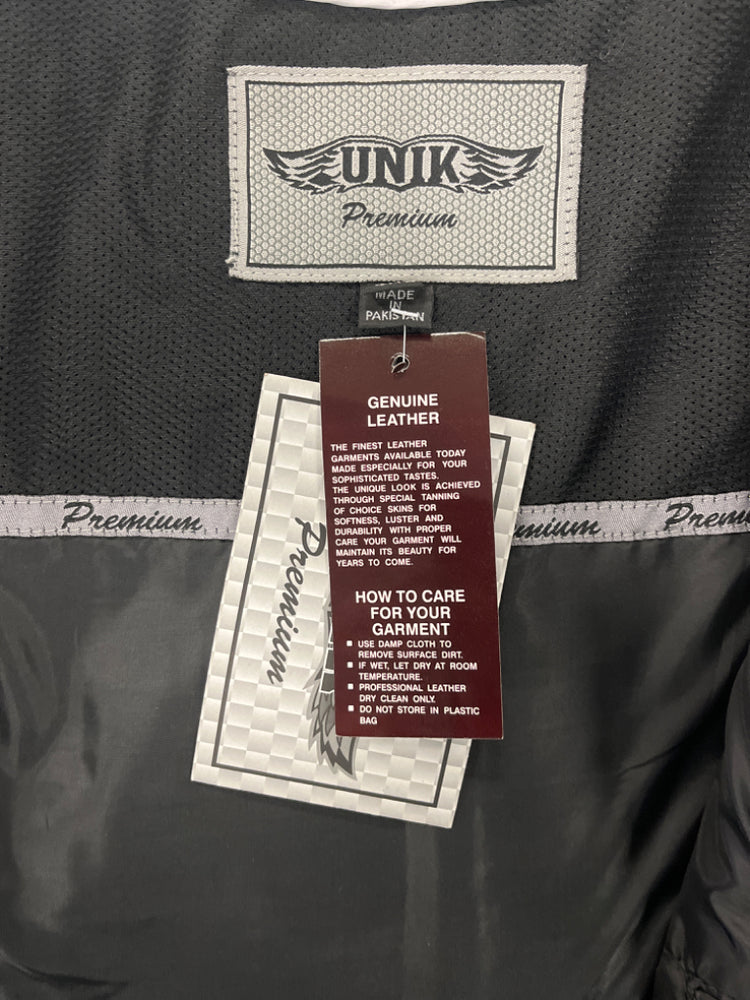 UNIK
Premium
MADE
IN
PAKISTAN
GENUINE
LEATHER
THE FINEST LEATHER
GARMENTS AVAILABLE TODAY
MADE ESPECIALLY FOR YOUR
SOPHISTICATED TASTES.
THE UNIQUE LOOK IS ACHIEVED
THROUGH SPECIAL TANNING
OF CHOICE SKINS FOR
SOFTNESS, LUSTER AND
DURABILITY WITH PROPER
CARE YOUR GARMENT WILL
MAINTAIN ITS BEAUTY FOR
YEARS TO COME.
HOW TO CARE
FOR YOUR
GARMENT
▪ USE DAMP CLOTH TO
REMOVE SURFACE DIRT.
▪ IF WET, LET DRY AT ROOM
TEMPERATURE.
▪ PROFESSIONAL LEATHER
DRY CLEAN ONLY.
▪ DO NOT STORE IN PLASTIC
BAG
Premium
Premium
mium
Premi